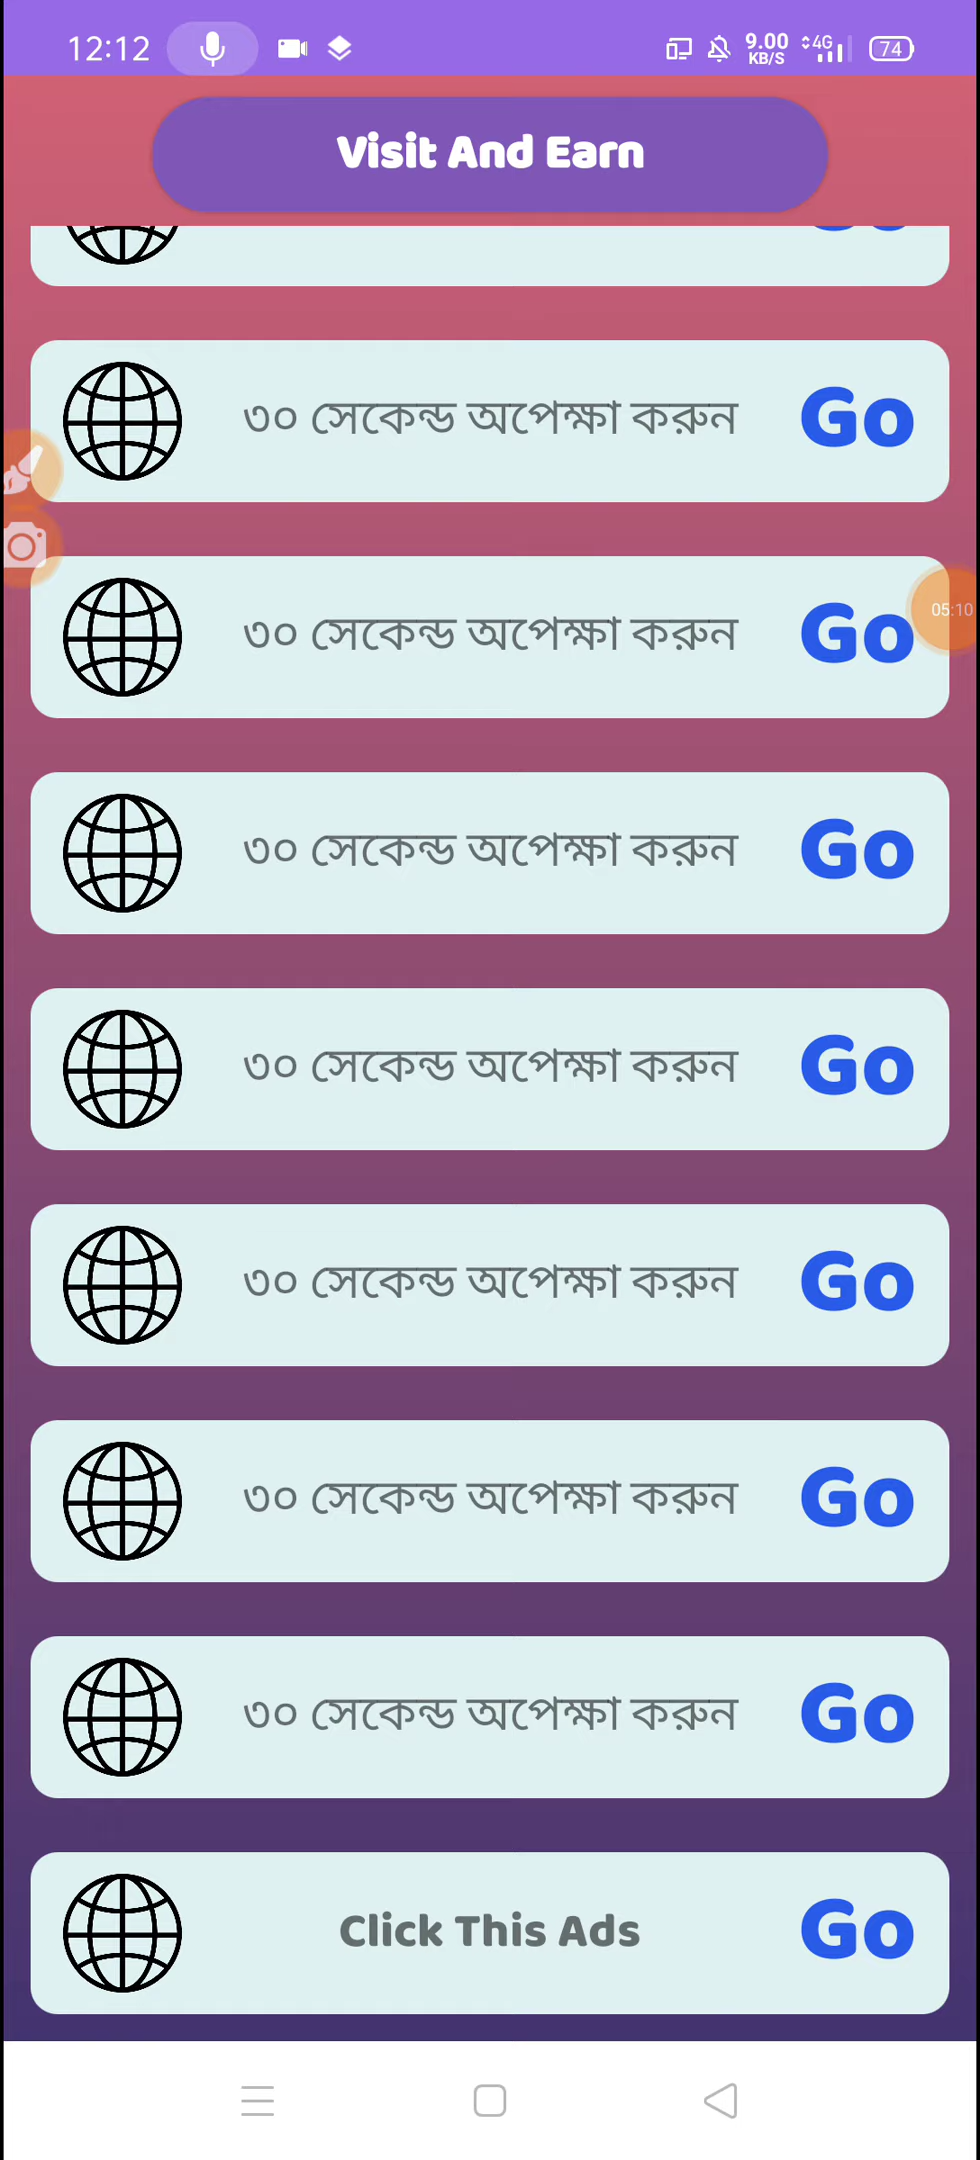 12:12
9.00
KB/S
4G
74
Visit And Earn
৩০ সেকেন্ড অপেক্ষা করুন Go
৩০ সেকেন্ড অপেক্ষা করুন Go
05:10
৩০ সেকেন্ড অপেক্ষা করুন Go
৩০ সেকেন্ড অপেক্ষা করুন Go
৩০ সেকেন্ড অপেক্ষা করুন Go
৩০ সেকেন্ড অপেক্ষা করুন Go
৩০ সেকেন্ড অপেক্ষা করুন Go
Click This Ads Go